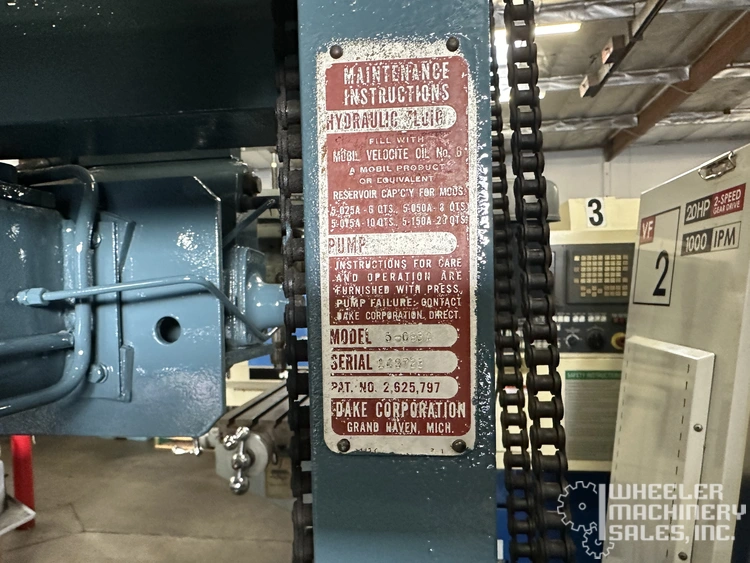 MAINTENANCE
INSTRUCTIONS
HYDRAULIC FLUID
FILL WITH
MOBIL VELOCITE OIL No.
A MOBIL PRODUCT
OR EQUIVALENT
RESERVOIR CAP'C'Y FOR MODS:
5-025A-6 QTS., 5-050A-8 QTS.
5-075A-10 QTS., 5-150A-20 QTS.
PUMP
INSTRUCTIONS FOR CARE
AND OPERATION ARE
FURNISHED WITH PRESS.
PUMP FAILURE: CONTACT
DAKE CORPORATION, DIRECT.
MODEL
SERIAL
PAT. NO. 2,625,797
DAKE CORPORATION
GRAND HAVEN, MICH.
3
VF
2
20HP
2-SPEED
GEAR DRIVE
1000 IPM
SAFETY INSTRUCTIONS
WHEELER
MACHINERY
SALES, INC.